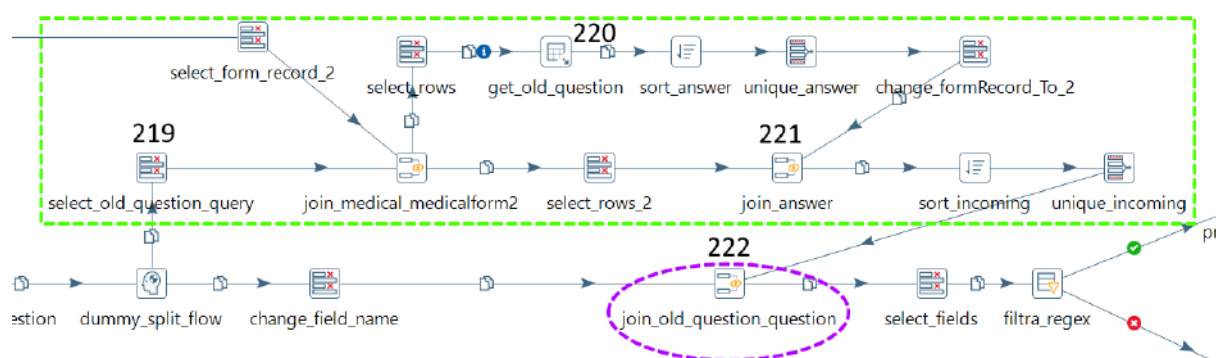 220
select_form_record_2
select_rows
get_old_question
sort_answer
unique_answer
change_formRecord_To_2
219
221
select_old_question_query
join_medical_medicalform2
select_rows_2
join_answer
sort_incoming
unique_incoming
222
pr
estion
dummy_split_flow
change_field_name
join_old_question_question
select_fields
filtra_regex